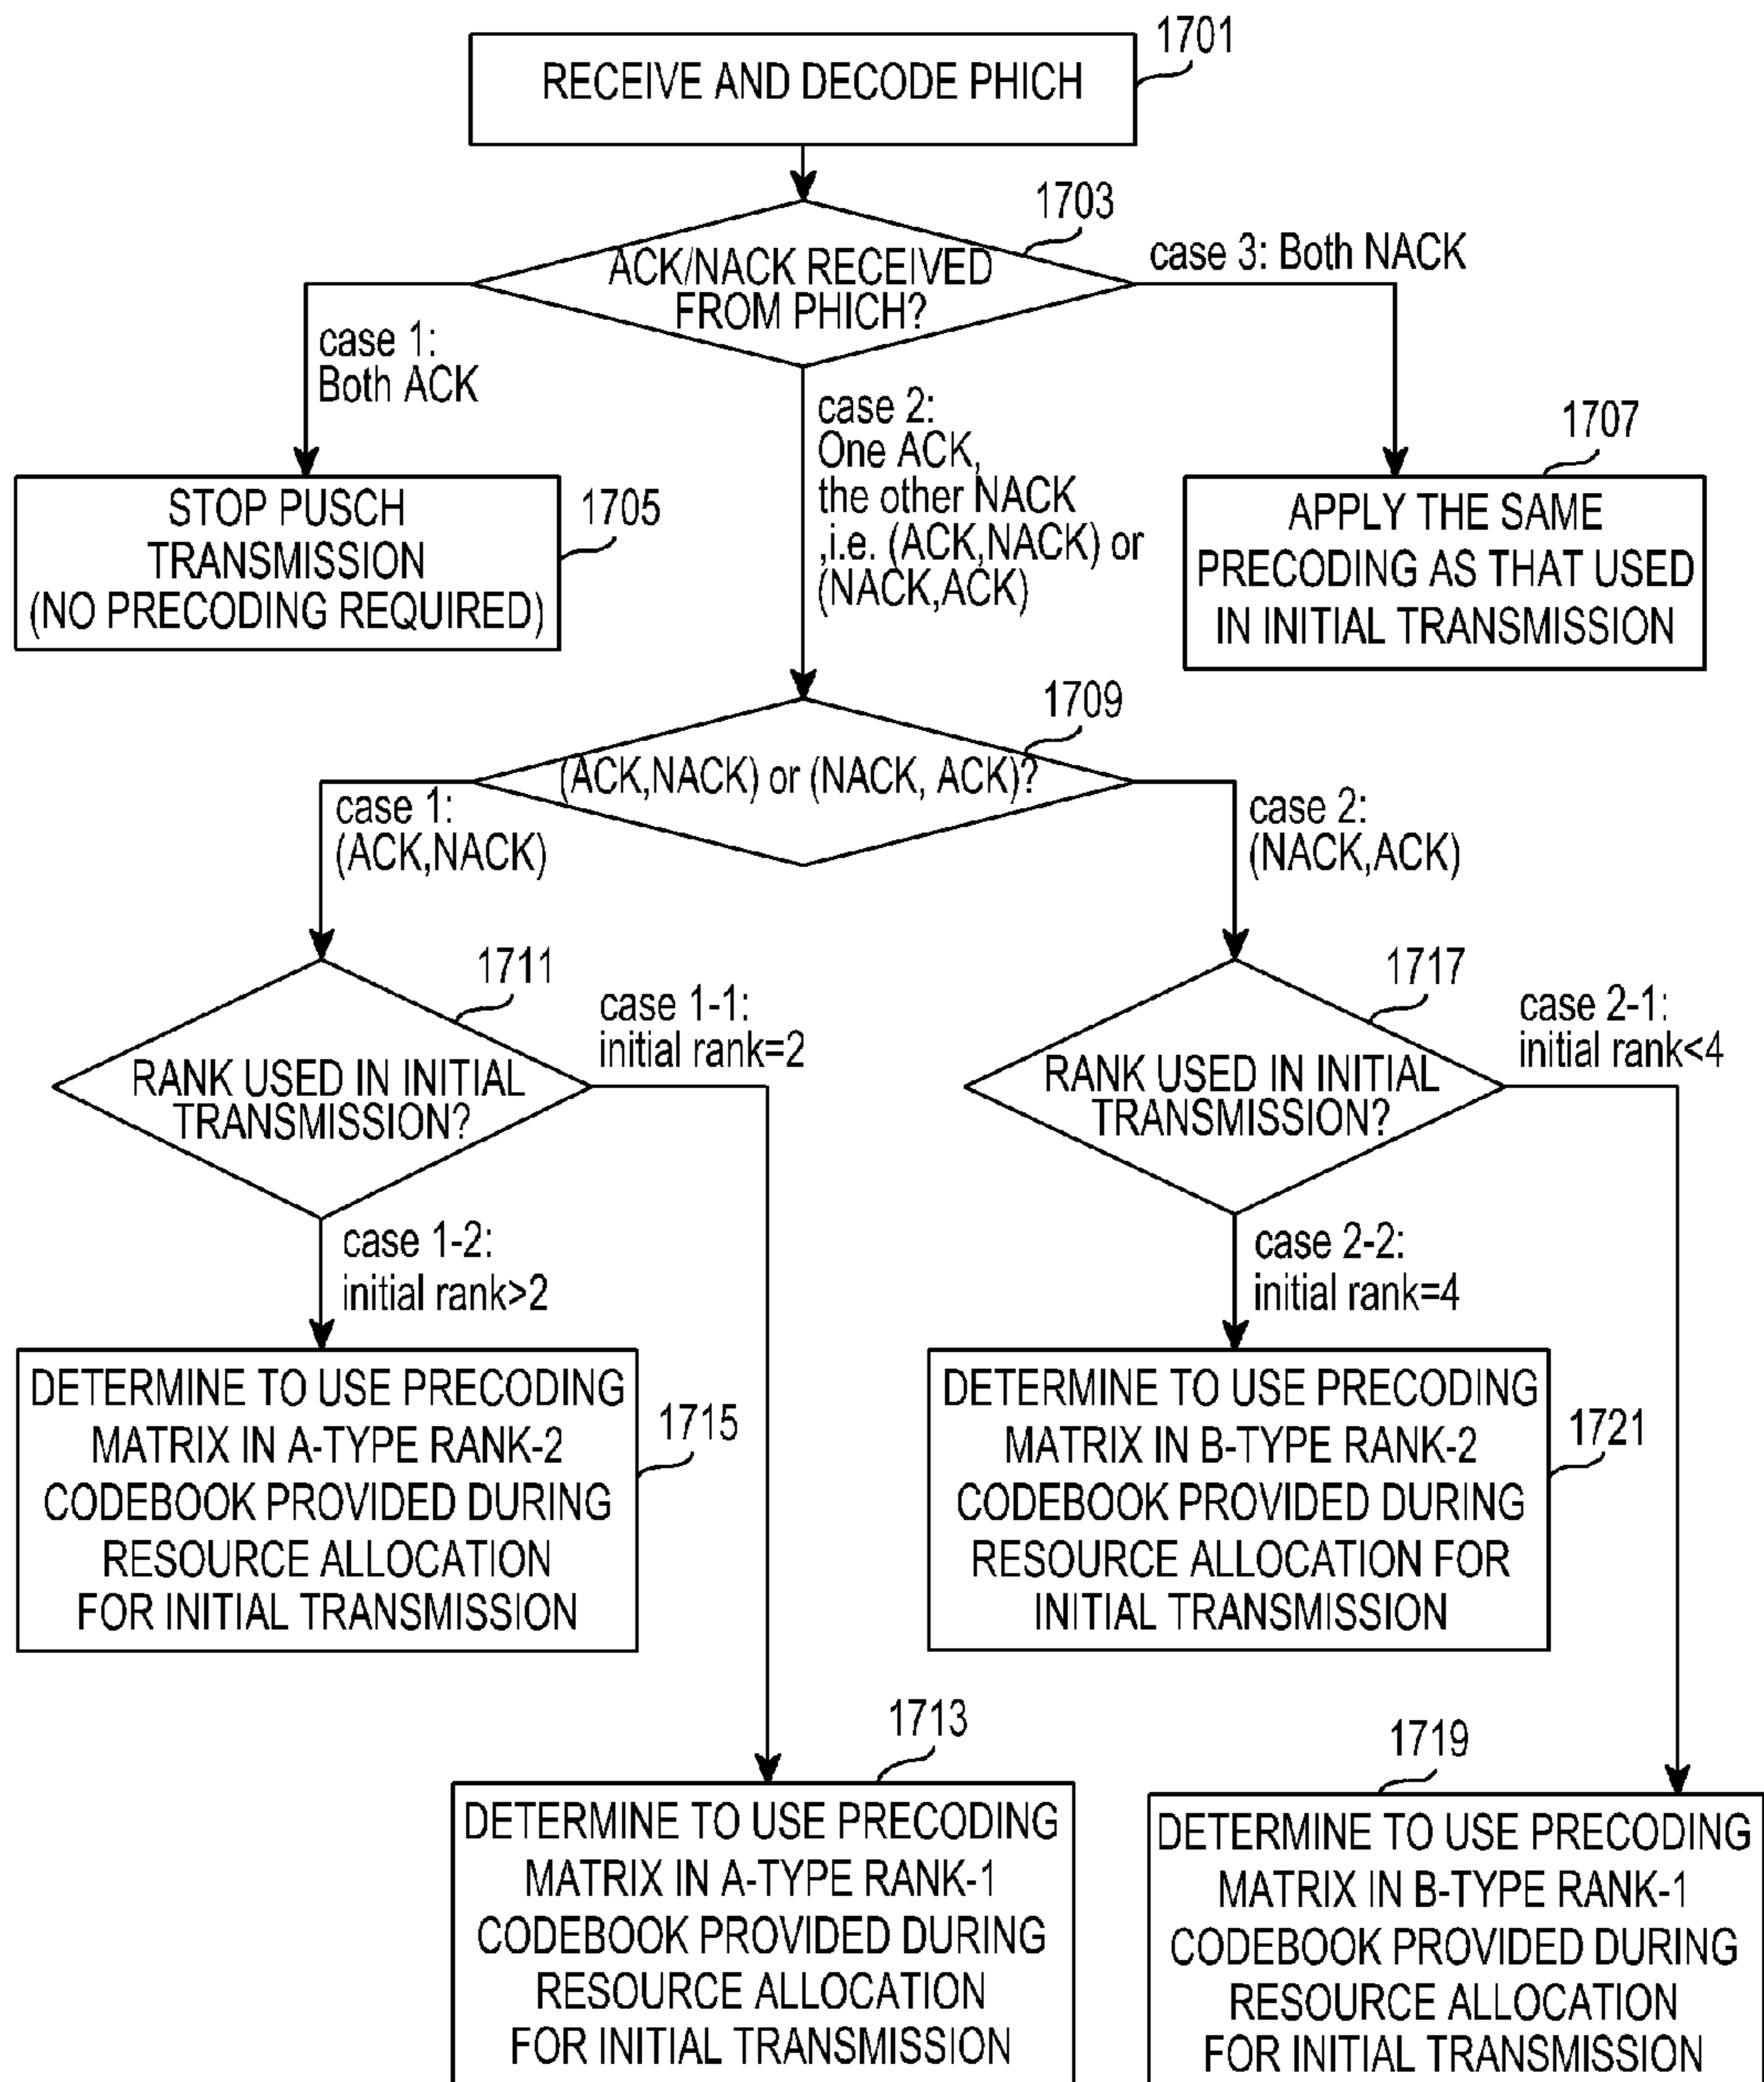 1701
RECEIVE AND DECODE PHICH
1703
ACK/NACK RECEIVED
FROM PHICH?
case 3: Both NACK
case 1:
Both ACK
case 2:
One ACK,
the other NACK
,i.e. (ACK,NACK) or
(NACK,ACK)
1705
STOP PUSCH
TRANSMISSION
(NO PRECODING REQUIRED)
1707
APPLY THE SAME
PRECODING AS THAT USED
IN INITIAL TRANSMISSION
1709
(ACK,NACK) or (NACK, ACK)?
case 1:
(ACK,NACK)
case 2:
(NACK,ACK)
1711
RANK USED IN INITIAL
TRANSMISSION?
case 1-1:
initial rank=2
1717
RANK USED IN INITIAL
TRANSMISSION?
case 2-1:
initial rank<4
case 1-2:
initial rank>2
case 2-2:
initial rank=4
DETERMINE TO USE PRECODING
MATRIX IN A-TYPE RANK-2
CODEBOOK PROVIDED DURING
RESOURCE ALLOCATION
FOR INITIAL TRANSMISSION
1715
DETERMINE TO USE PRECODING
MATRIX IN B-TYPE RANK-2
CODEBOOK PROVIDED DURING
RESOURCE ALLOCATION FOR
INITIAL TRANSMISSION
1721
1713
DETERMINE TO USE PRECODING
MATRIX IN A-TYPE RANK-1
CODEBOOK PROVIDED DURING
RESOURCE ALLOCATION
FOR INITIAL TRANSMISSION
1719
DETERMINE TO USE PRECODING
MATRIX IN B-TYPE RANK-1
CODEBOOK PROVIDED DURING
RESOURCE ALLOCATION
FOR INITIAL TRANSMISSION